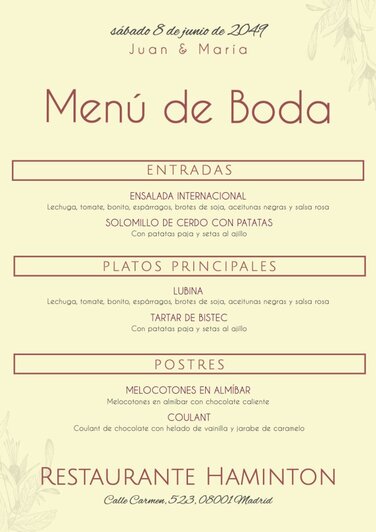 sábado 8 de junio de 2049
Juan & María
Menú de Boda
ENTRADAS
ENSALADA INTERNACIONAL
Lechuga, tomate, bonito, espárragos, brotes de soja, aceitunas negras y salsa rosa
SOLOMILLO DE CERDO CON PATATAS
Con patatas paja y setas al ajillo
PLATOS PRINCIPALES
LUBINA
Lechuga, tomate, bonito, espárragos, brotes de soja, aceitunas negras y salsa rosa
TARTAR DE BISTEC
Con patatas paja y setas al ajillo
POSTRES
MELOCOTONES EN ALMÍBAR
Melocotones en almíbar con chocolate caliente
COULANT
Coulant de chocolate con helado de vainilla y jarabe de caramelo
RESTAURANTE HAMINTON
Calle Carmen, 523, 08001 Madrid